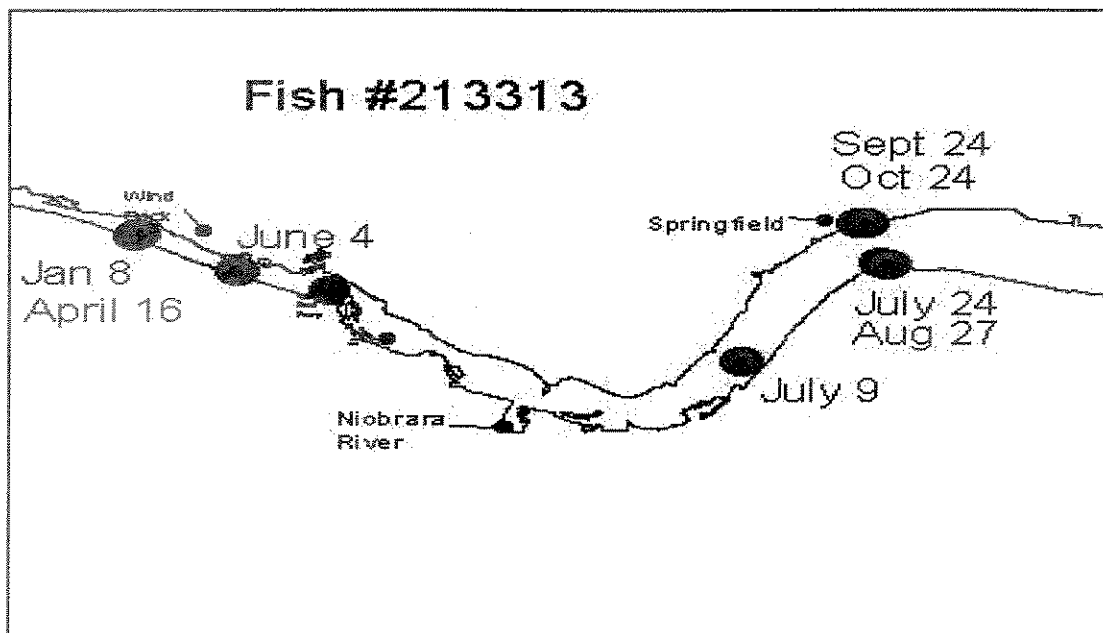 Fish #213313
Sept 24
Oct 24
Wind
Springfield
June 4
Jan 8
April 16
July 24
Aug 27
July 9
Niobrara
River